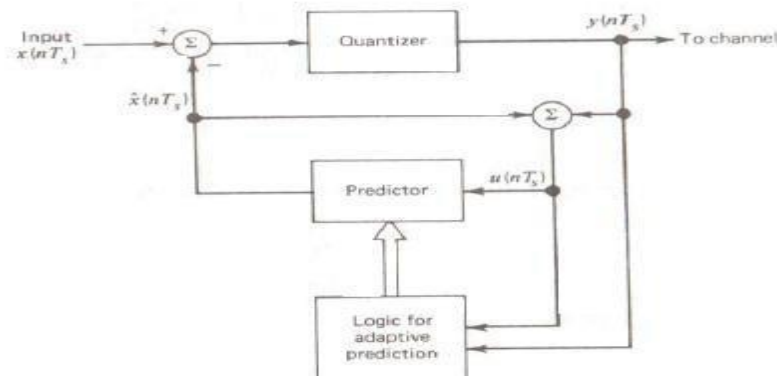 Input
x(nTₛ)
+
Σ
−
Quantizer
y(nTₛ)
To channel
x̂(nTₛ)
Σ
Predictor
u(nTₛ)
Logic for
adaptive
prediction